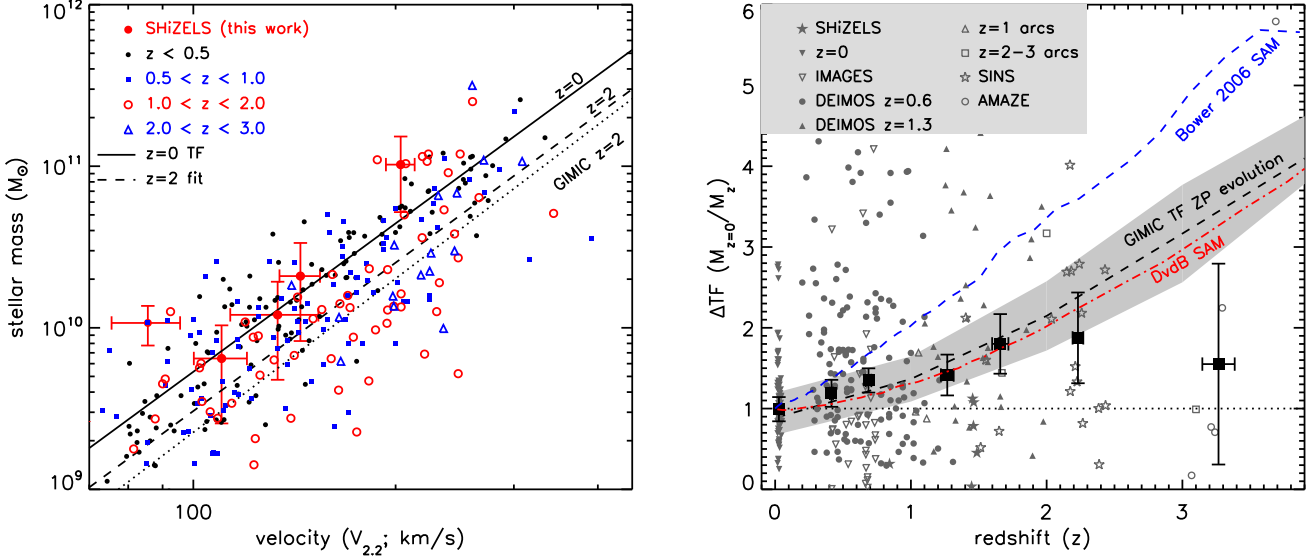 10¹²
10¹¹
10¹⁰
10⁹
stellar mass (M⊙)
SHiZELS (this work)
z < 0.5
0.5 < z < 1.0
1.0 < z < 2.0
2.0 < z < 3.0
z=0 TF
z=2 fit
z=0
z=2
GIMIC z=2
100
velocity (V₂.₂; km/s)
6
5
4
3
2
1
0
ΔTF (M_z=0/M_z)
SHiZELS
z=0
IMAGES
DEIMOS z=0.6
DEIMOS z=1.3
z=1 arcs
z=2-3 arcs
SINS
AMAZE
Bower 2006 SAM
GIMIC TF ZP evolution
DvdB SAM
0 1 2 3
redshift (z)